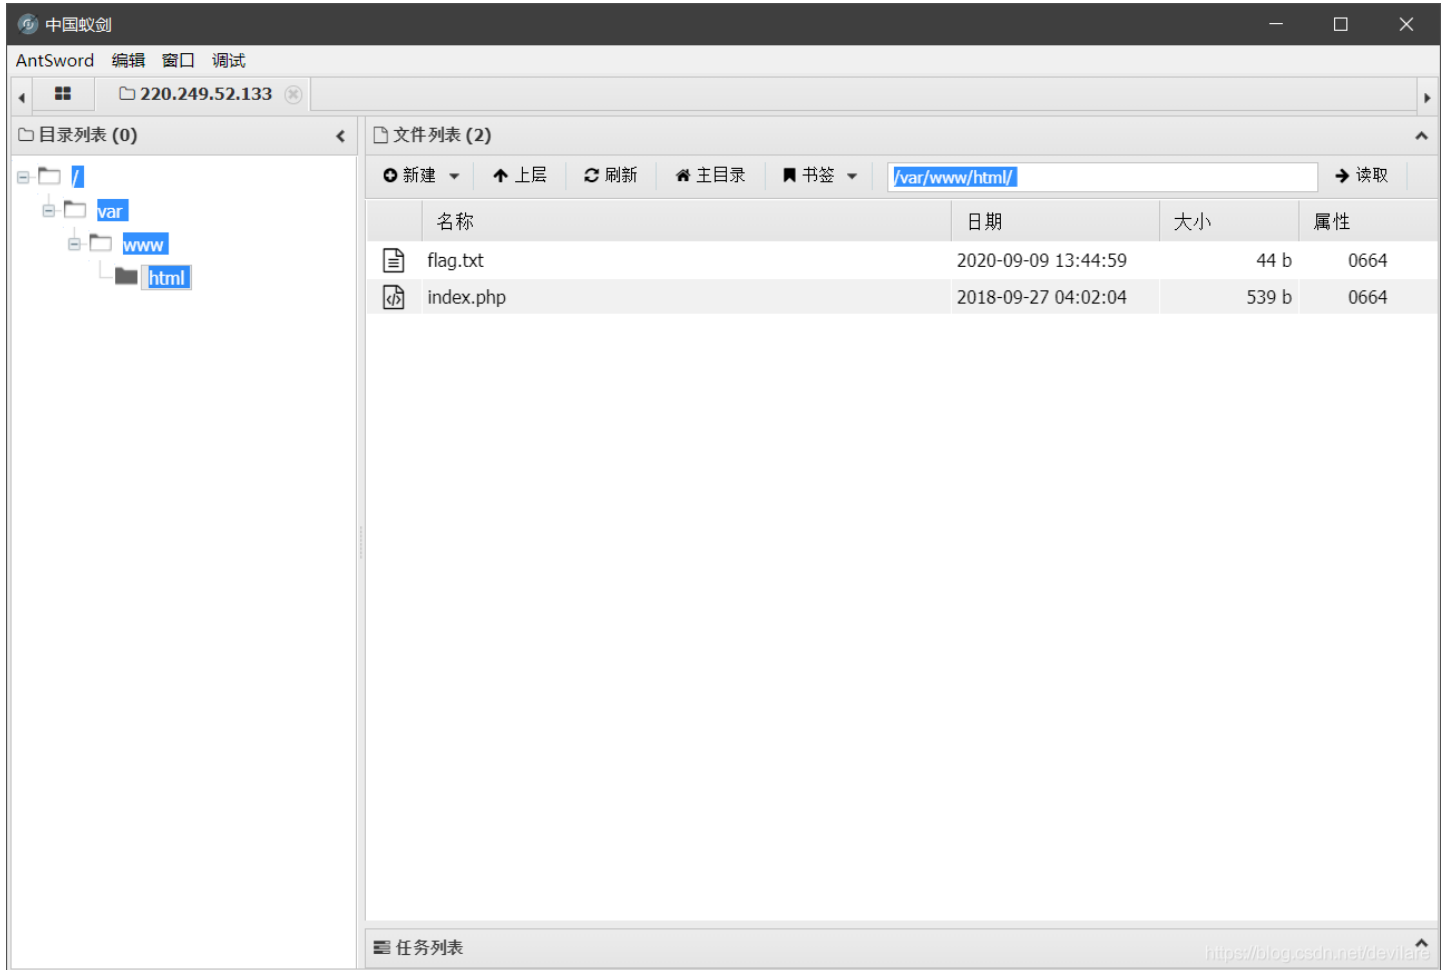 中国蚁剑
AntSword 编辑 窗口 调试
220.249.52.133
目录列表 (0)
文件列表 (2)
/
var
www
html
新建 上层 刷新 主目录 书签 /var/www/html/ 读取
名称 日期 大小 属性
flag.txt 2020-09-09 13:44:59 44 b 0664
index.php 2018-09-27 04:02:04 539 b 0664
任务列表
https://blog.csdn.net/devilare